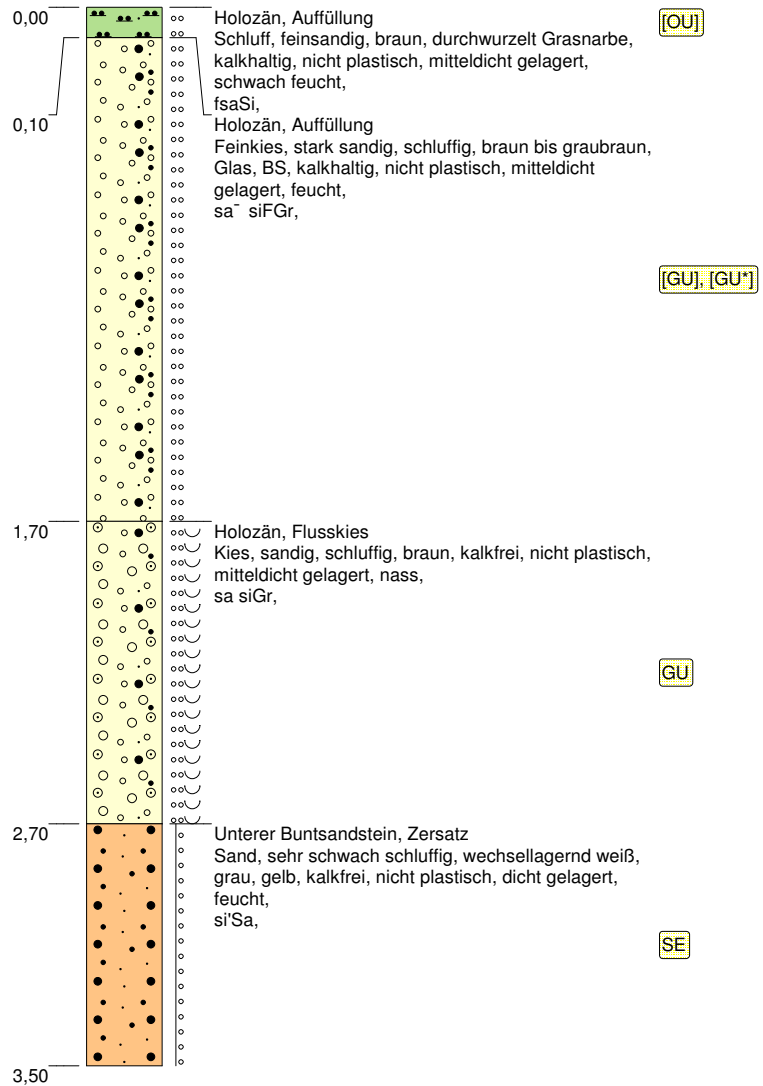 0,00
Holozän, Auffüllung
[OU]
Schluff, feinsandig, braun, durchwurzelt Grasnarbe,
kalkhaltig, nicht plastisch, mitteldicht gelagert,
schwach feucht,
fsaSi,
0,10
Holozän, Auffüllung
Feinkies, stark sandig, schluffig, braun bis graubraun,
Glas, BS, kalkhaltig, nicht plastisch, mitteldicht
gelagert, feucht,
sa¯ siFGr,
[GU], [GU*]
1,70
Holozän, Flusskies
Kies, sandig, schluffig, braun, kalkfrei, nicht plastisch,
mitteldicht gelagert, nass,
sa siGr,
GU
2,70
Unterer Buntsandstein, Zersatz
Sand, sehr schwach schluffig, wechsellagernd weiß,
grau, gelb, kalkfrei, nicht plastisch, dicht gelagert,
feucht,
si'Sa,
SE
3,50